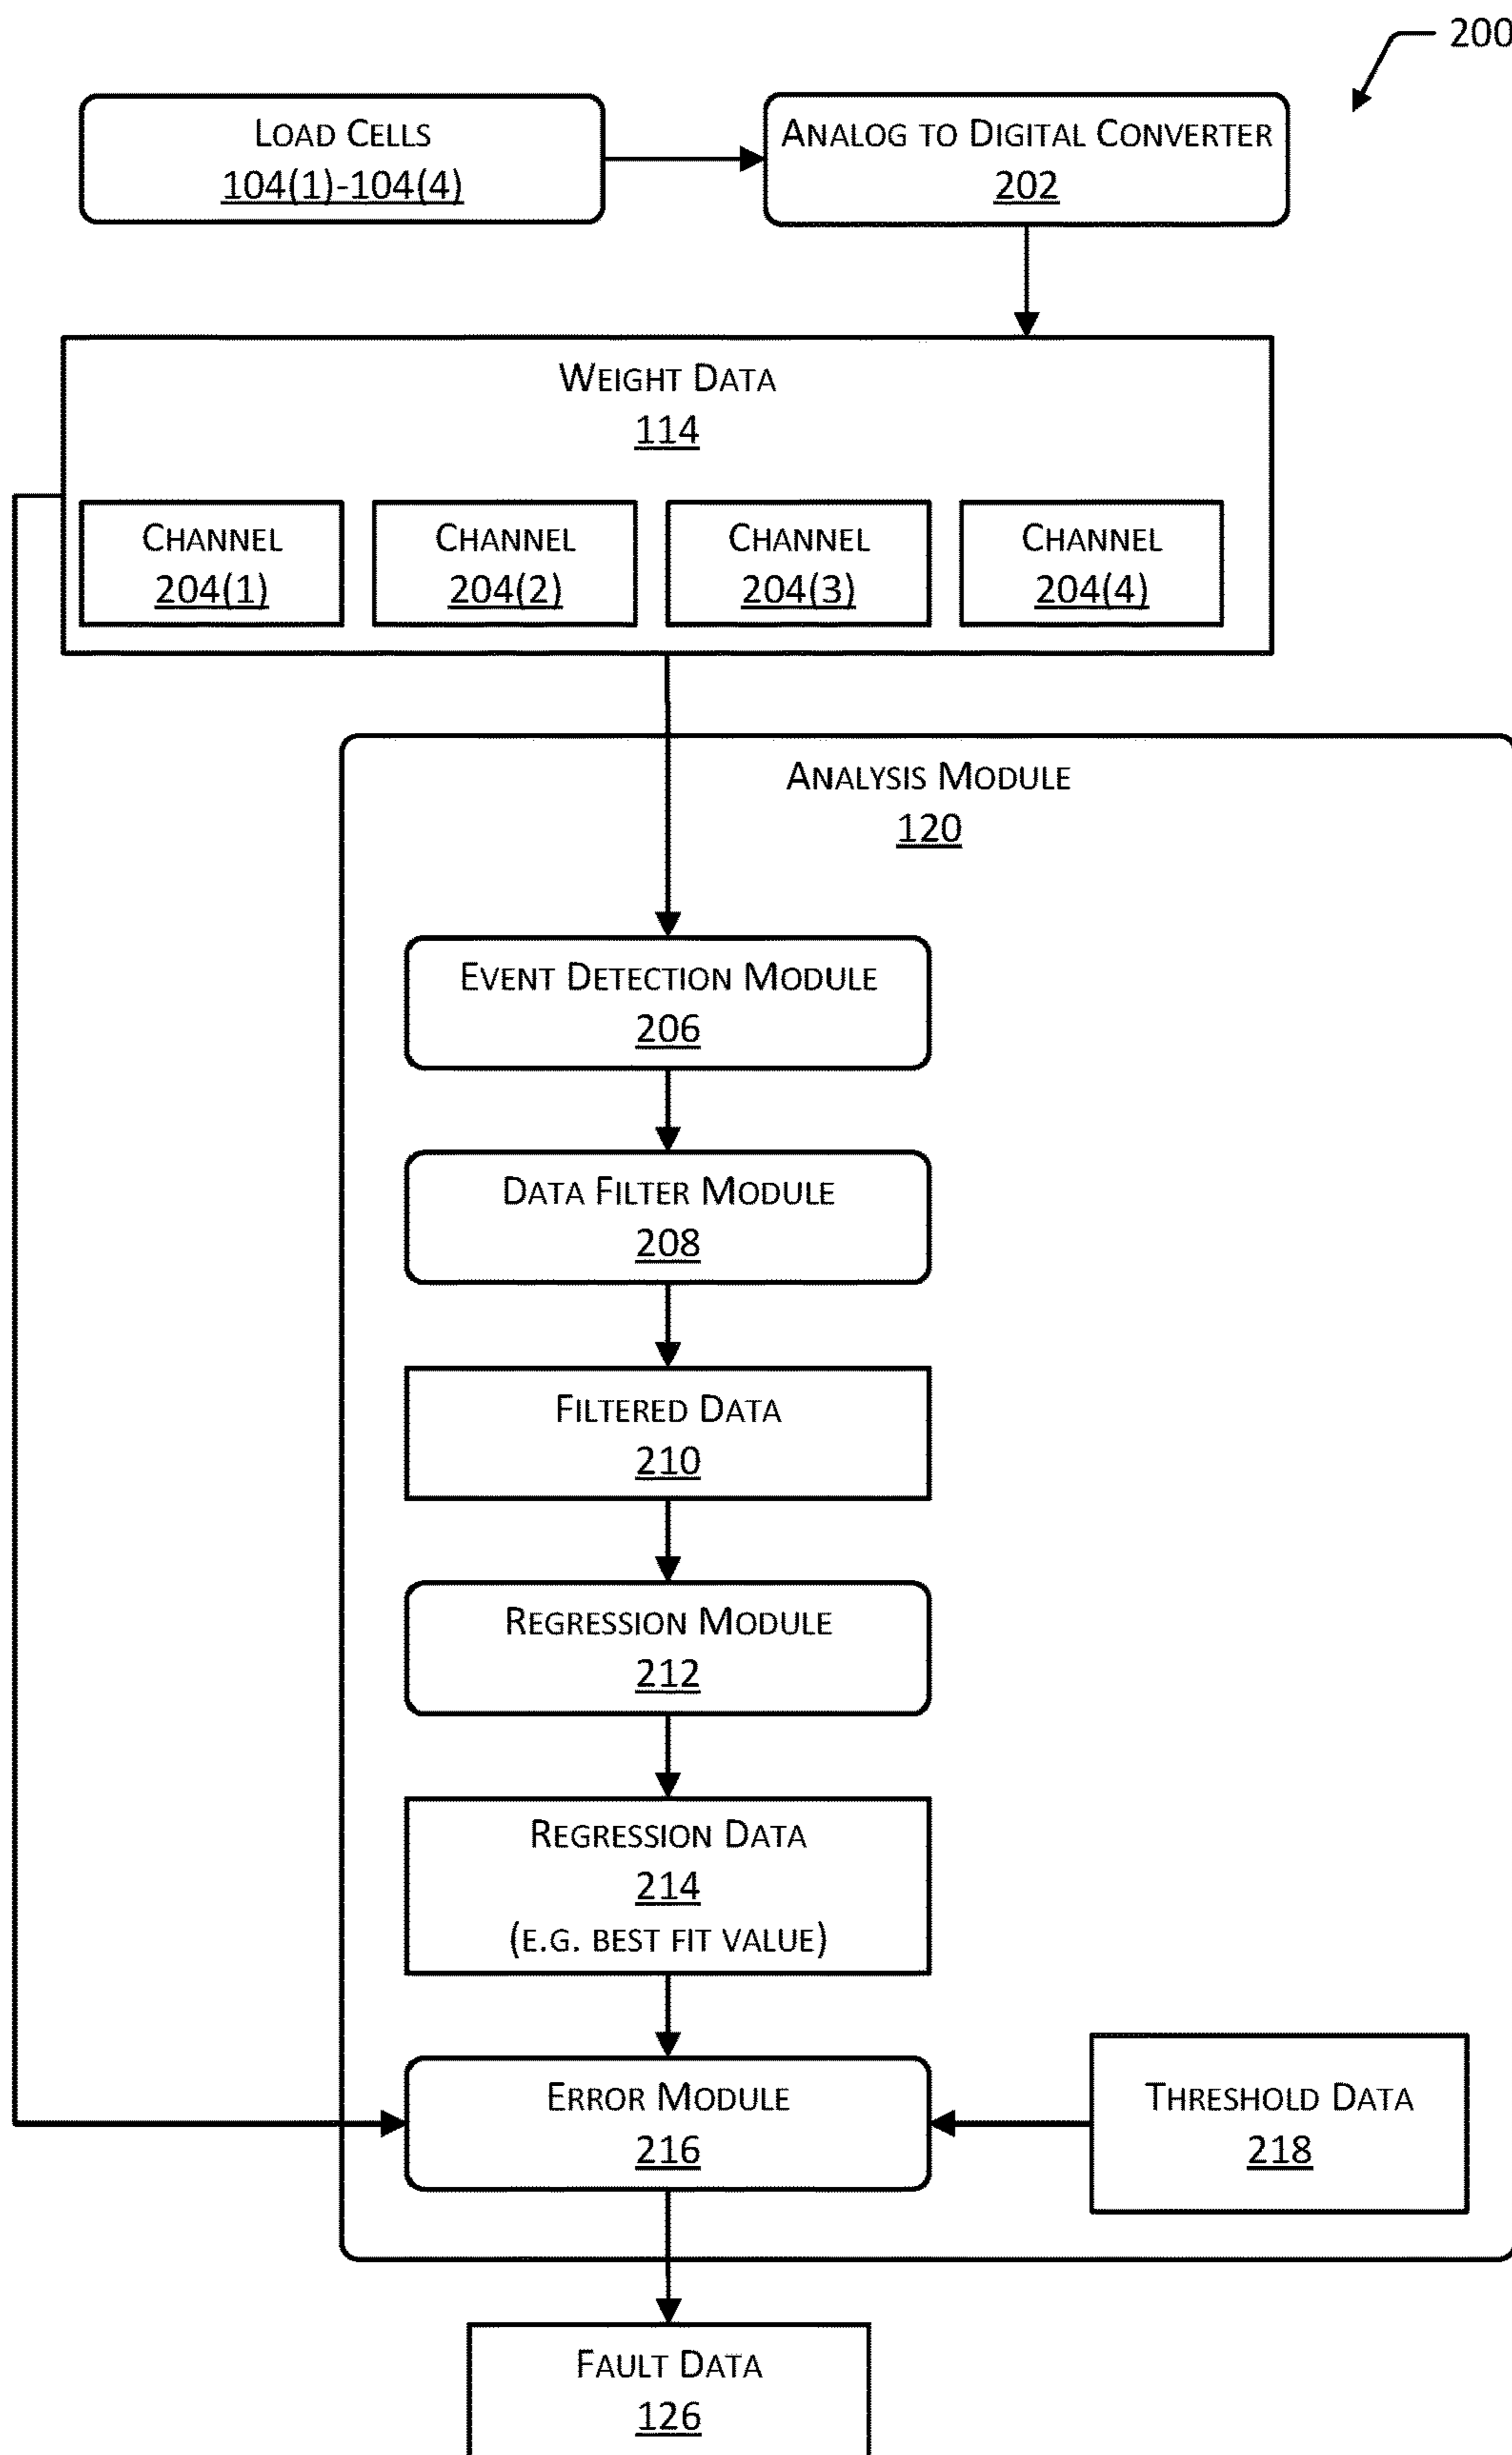 200
LOAD CELLS
104(1)-104(4)
ANALOG TO DIGITAL CONVERTER
202
WEIGHT DATA
114
CHANNEL
204(1)
CHANNEL
204(2)
CHANNEL
204(3)
CHANNEL
204(4)
ANALYSIS MODULE
120
EVENT DETECTION MODULE
206
DATA FILTER MODULE
208
FILTERED DATA
210
REGRESSION MODULE
212
REGRESSION DATA
214
(E.G. BEST FIT VALUE)
ERROR MODULE
216
THRESHOLD DATA
218
FAULT DATA
126